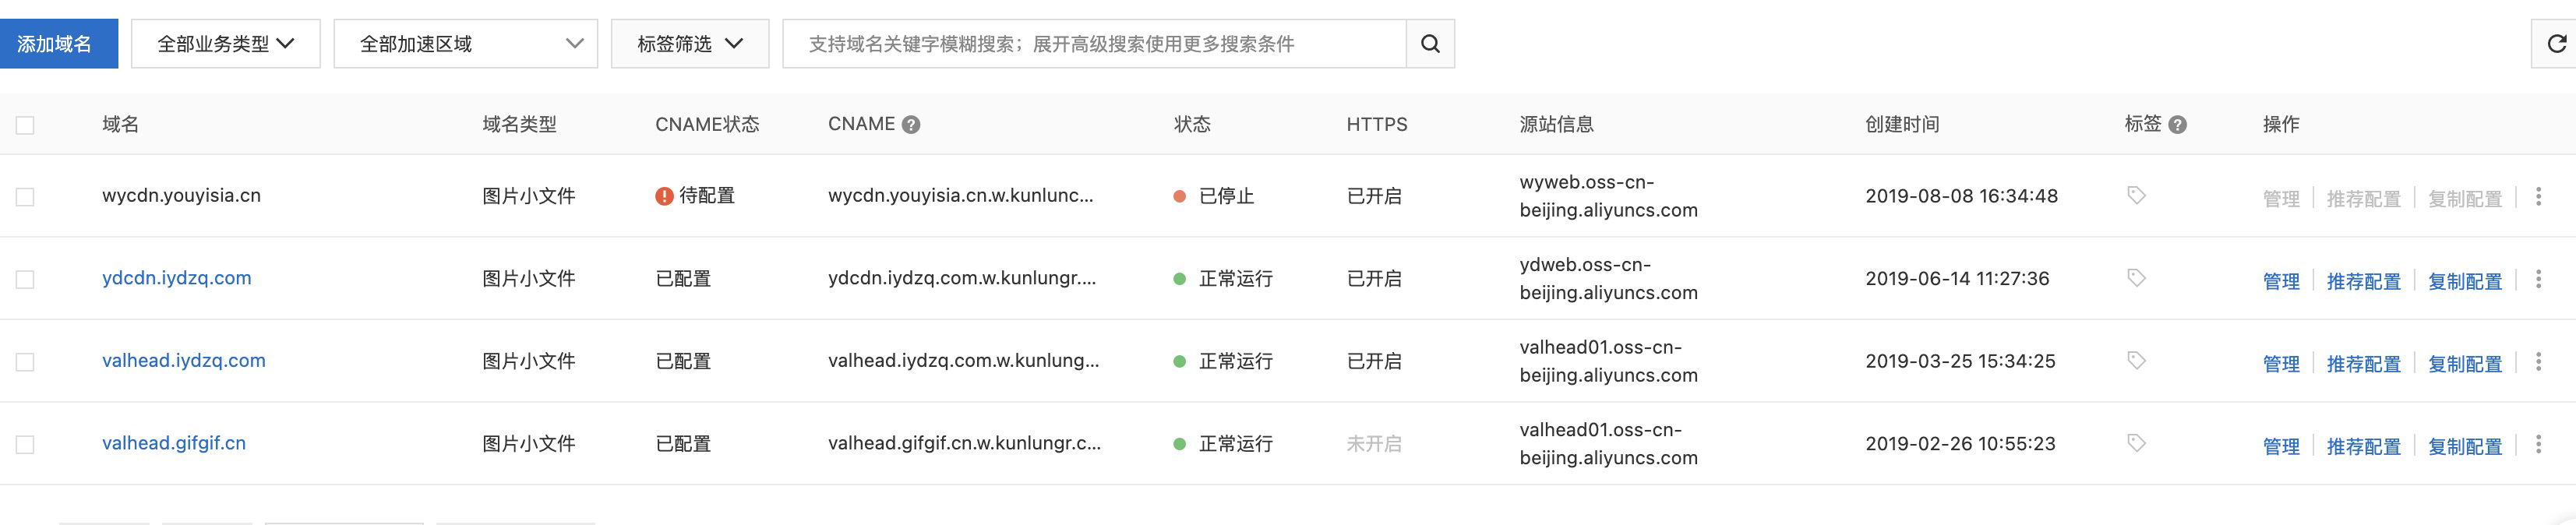 添加域名 全部业务类型 全部加速区域 标签筛选 支持域名关键字模糊搜索；展开高级搜索使用更多搜索条件
域名 域名类型 CNAME状态 CNAME ? 状态 HTTPS 源站信息 创建时间 标签 ? 操作
wycdn.youyisia.cn 图片小文件 ! 待配置 wycdn.youyisia.cn.w.kunlunc... 已停止 已开启 wyweb.oss-cn-
beijing.aliyuncs.com 2019-08-08 16:34:48 管理 推荐配置 复制配置
ydcdn.iydzq.com 图片小文件 已配置 ydcdn.iydzq.com.w.kunlungr.... 正常运行 已开启 ydweb.oss-cn-
beijing.aliyuncs.com 2019-06-14 11:27:36 管理 推荐配置 复制配置
valhead.iydzq.com 图片小文件 已配置 valhead.iydzq.com.w.kunlung... 正常运行 已开启 valhead01.oss-cn-
beijing.aliyuncs.com 2019-03-25 15:34:25 管理 推荐配置 复制配置
valhead.gifgif.cn 图片小文件 已配置 valhead.gifgif.cn.w.kunlungr.c... 正常运行 未开启 valhead01.oss-cn-
beijing.aliyuncs.com 2019-02-26 10:55:23 管理 推荐配置 复制配置